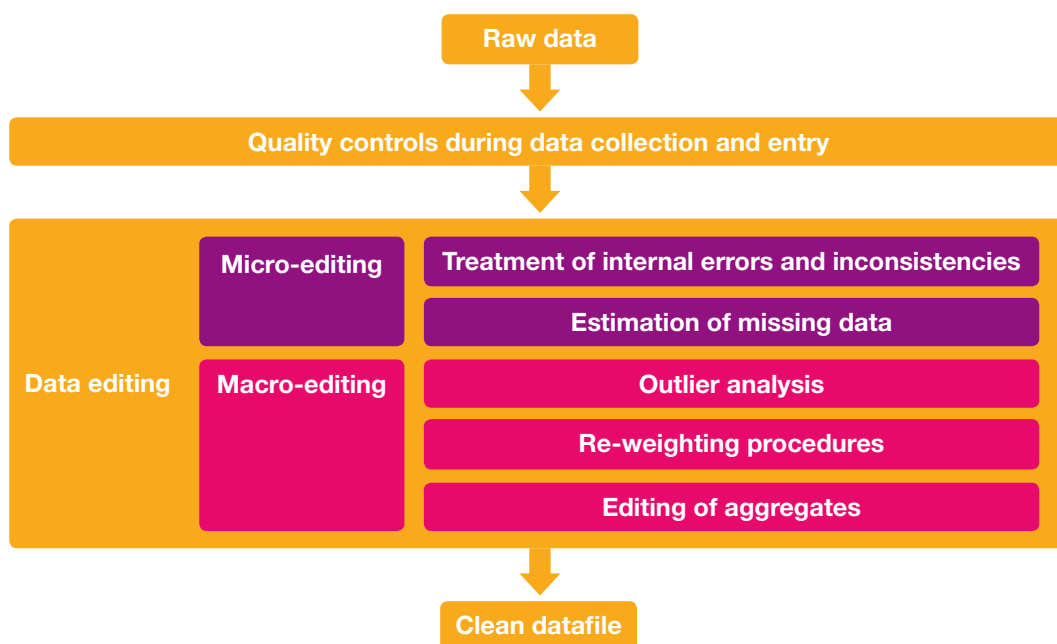 Raw data
Quality controls during data collection and entry
Data editing
Micro-editing
Treatment of internal errors and inconsistencies
Estimation of missing data
Macro-editing
Outlier analysis
Re-weighting procedures
Editing of aggregates
Clean datafile